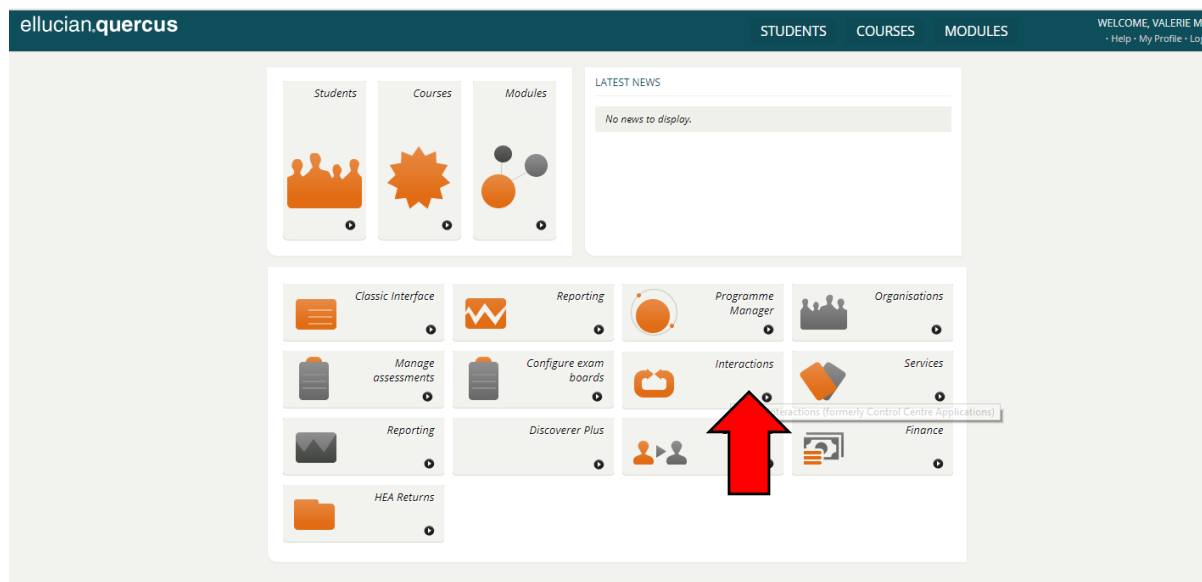 ellucian.quercus
STUDENTS COURSES MODULES
WELCOME, VALERIE M
· Help · My Profile ·
Students
Courses
Modules
LATEST NEWS
No news to display.
Classic Interface
Reporting
Programme
Manager
Organisations
Manage
assessments
Configure exam
boards
Interactions
Services
Interactions (formerly Control Centre Applications)
Reporting
Discoverer Plus
Finance
HEA Returns